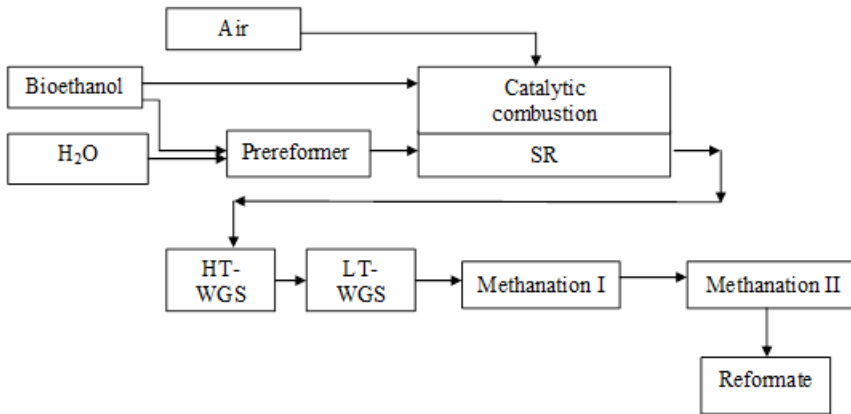 Air
Bioethanol
Catalytic
combustion
H₂O
Prereformer
SR
HT-
WGS
LT-
WGS
Methanation I
Methanation II
Reformate